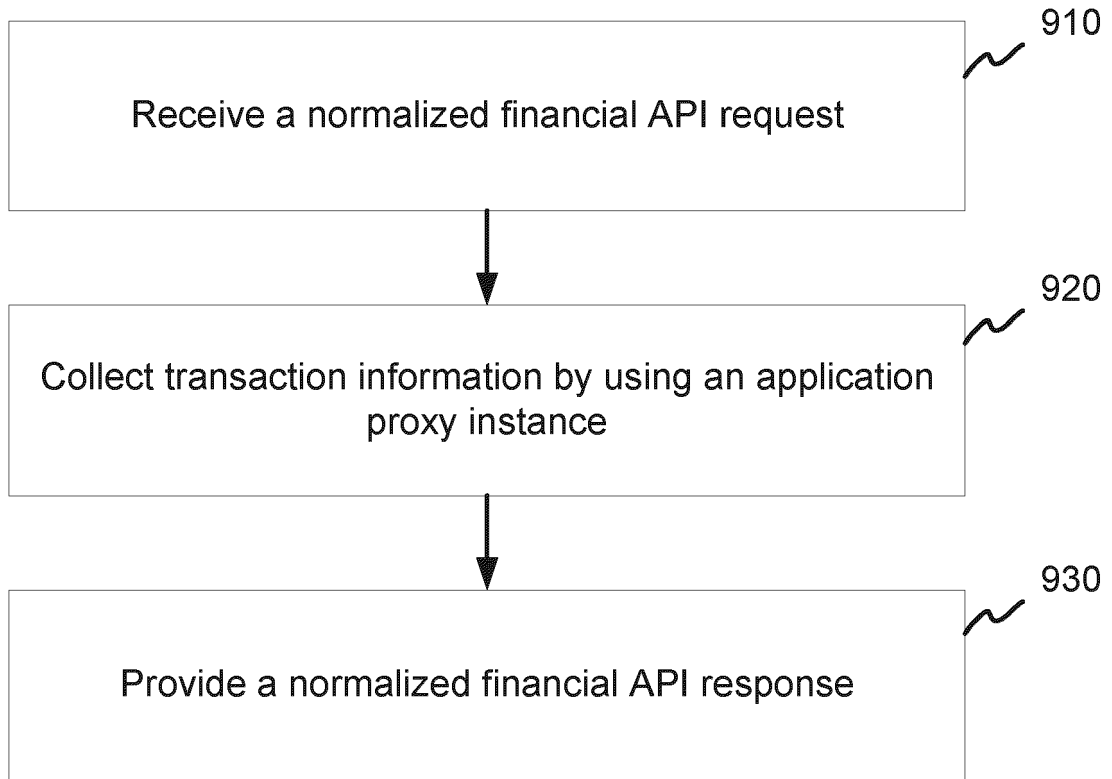 910
Receive a normalized financial API request
920
Collect transaction information by using an application
proxy instance
930
Provide a normalized financial API response